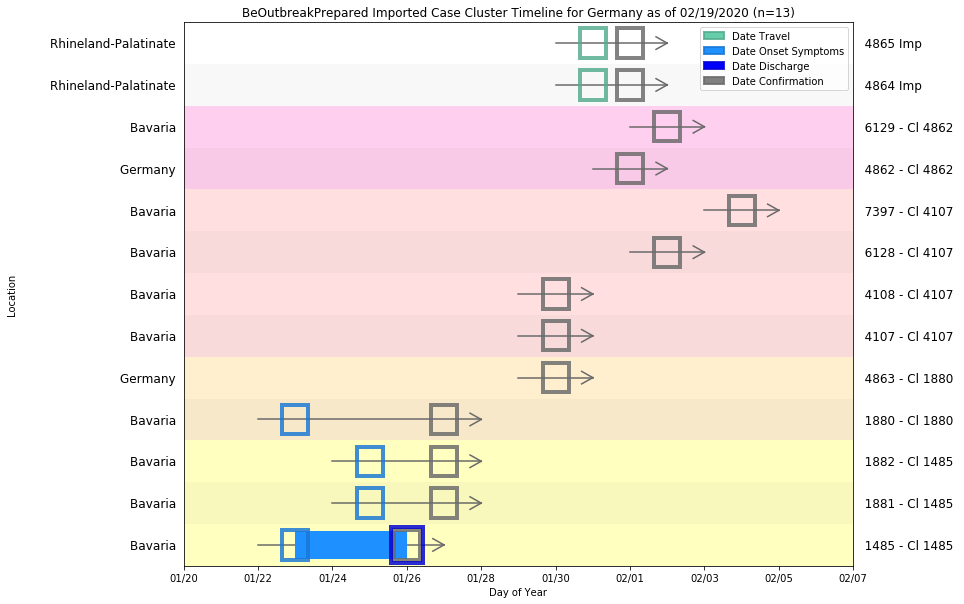 BeOutbreakPrepared Imported Case Cluster Timeline for Germany as of 02/19/2020 (n=13)
Date Travel
Date Onset Symptoms
Date Discharge
Date Confirmation
Rhineland-Palatinate 4865 Imp
Rhineland-Palatinate 4864 Imp
Bavaria 6129 - Cl 4862
Germany 4862 - Cl 4862
Bavaria 7397 - Cl 4107
Bavaria 6128 - Cl 4107
Bavaria 4108 - Cl 4107
Bavaria 4107 - Cl 4107
Germany 4863 - Cl 1880
Bavaria 1880 - Cl 1880
Bavaria 1882 - Cl 1485
Bavaria 1881 - Cl 1485
Bavaria 1485 - Cl 1485
Location
01/20 01/22 01/24 01/26 01/28 01/30 02/01 02/03 02/05 02/07
Day of Year